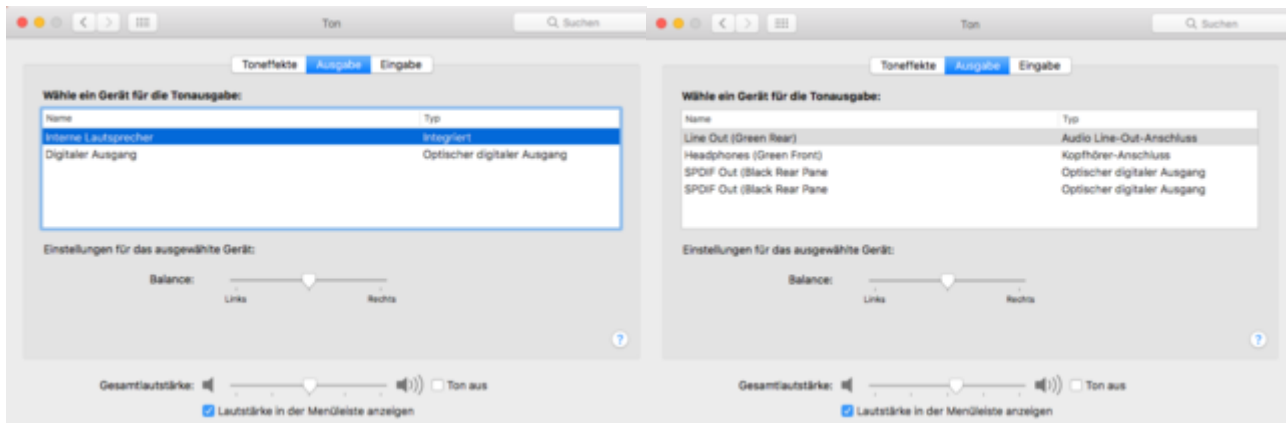 Ton
Suchen
Toneffekte Ausgabe Eingabe
Wähle ein Gerät für die Tonausgabe:
Name Typ
Interne Lautsprecher Integriert
Digitaler Ausgang Optischer digitaler Ausgang
Einstellungen für das ausgewählte Gerät:
Balance:
Links Rechts
?
Gesamtlautstärke: Ton aus
Lautstärke in der Menüleiste anzeigen
Ton
Suchen
Toneffekte Ausgabe Eingabe
Wähle ein Gerät für die Tonausgabe:
Name Typ
Line Out (Green Rear) Audio Line-Out-Anschluss
Headphones (Green Front) Kopfhörer-Anschluss
SPDIF Out (Black Rear Pane Optischer digitaler Ausgang
SPDIF Out (Black Rear Pane Optischer digitaler Ausgang
Einstellungen für das ausgewählte Gerät:
Balance:
Links Rechts
?
Gesamtlautstärke: Ton aus
Lautstärke in der Menüleiste anzeigen